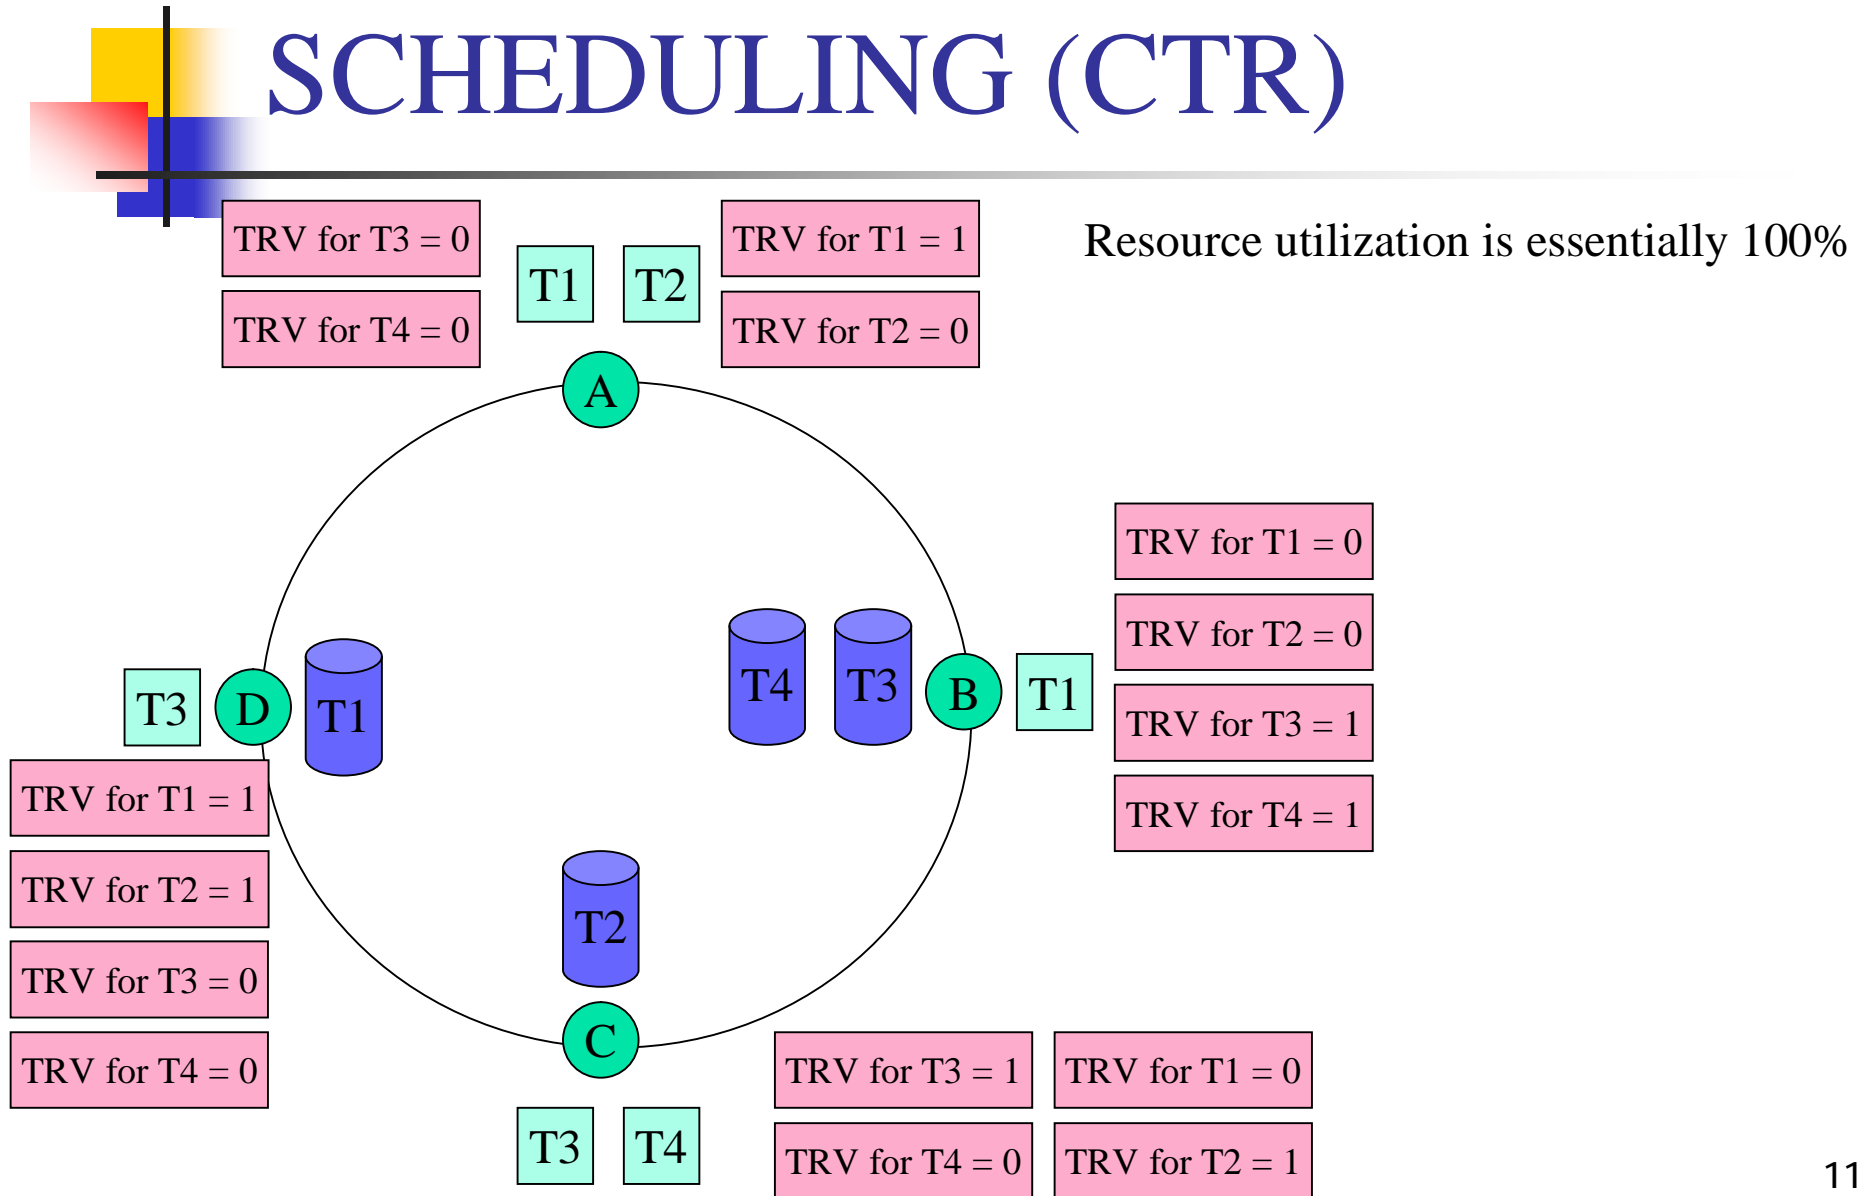 SCHEDULING (CTR)
Resource utilization is essentially 100%
TRV for T3 = 0
TRV for T4 = 0
T1
T2
TRV for T1 = 1
TRV for T2 = 0
A
TRV for T1 = 0
TRV for T2 = 0
TRV for T3 = 1
TRV for T4 = 1
T4
T3
B
T1
T3
D
T1
TRV for T1 = 1
TRV for T2 = 1
TRV for T3 = 0
TRV for T4 = 0
T2
C
T3
T4
TRV for T3 = 1
TRV for T4 = 0
TRV for T1 = 0
TRV for T2 = 1
11